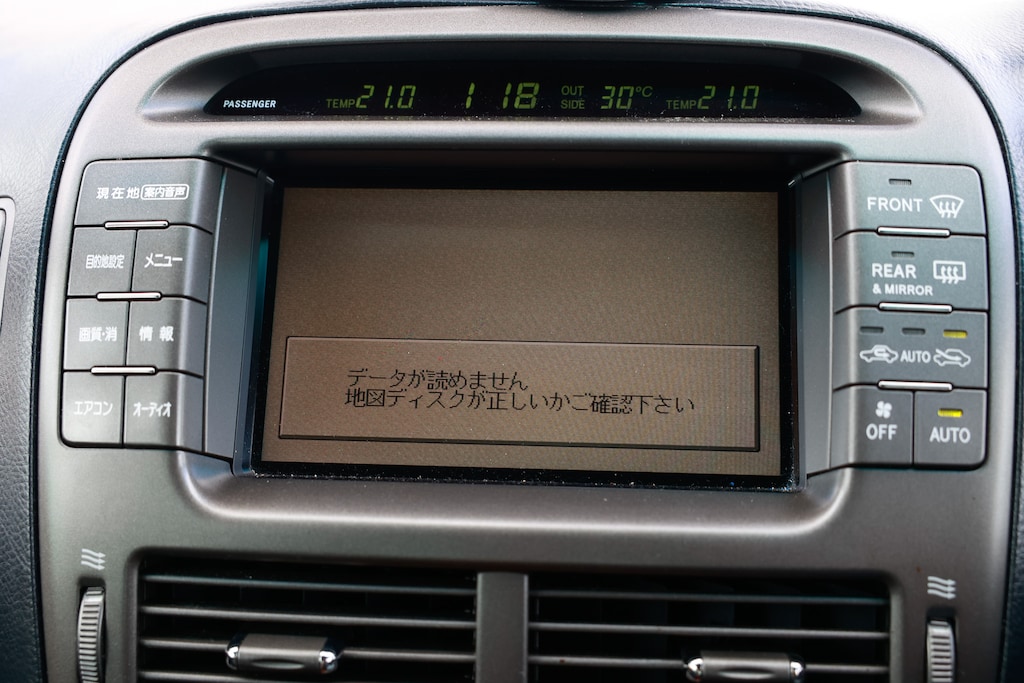 PASSENGER TEMP 21.0 1 18 OUT SIDE 30°C TEMP 21.0
現在地 案内音声
目的地設定 メニュー
画質・消 情報
エアコン オーディオ
データが読めません
地図ディスクが正しいかご確認下さい
FRONT
REAR
& MIRROR
AUTO
OFF AUTO